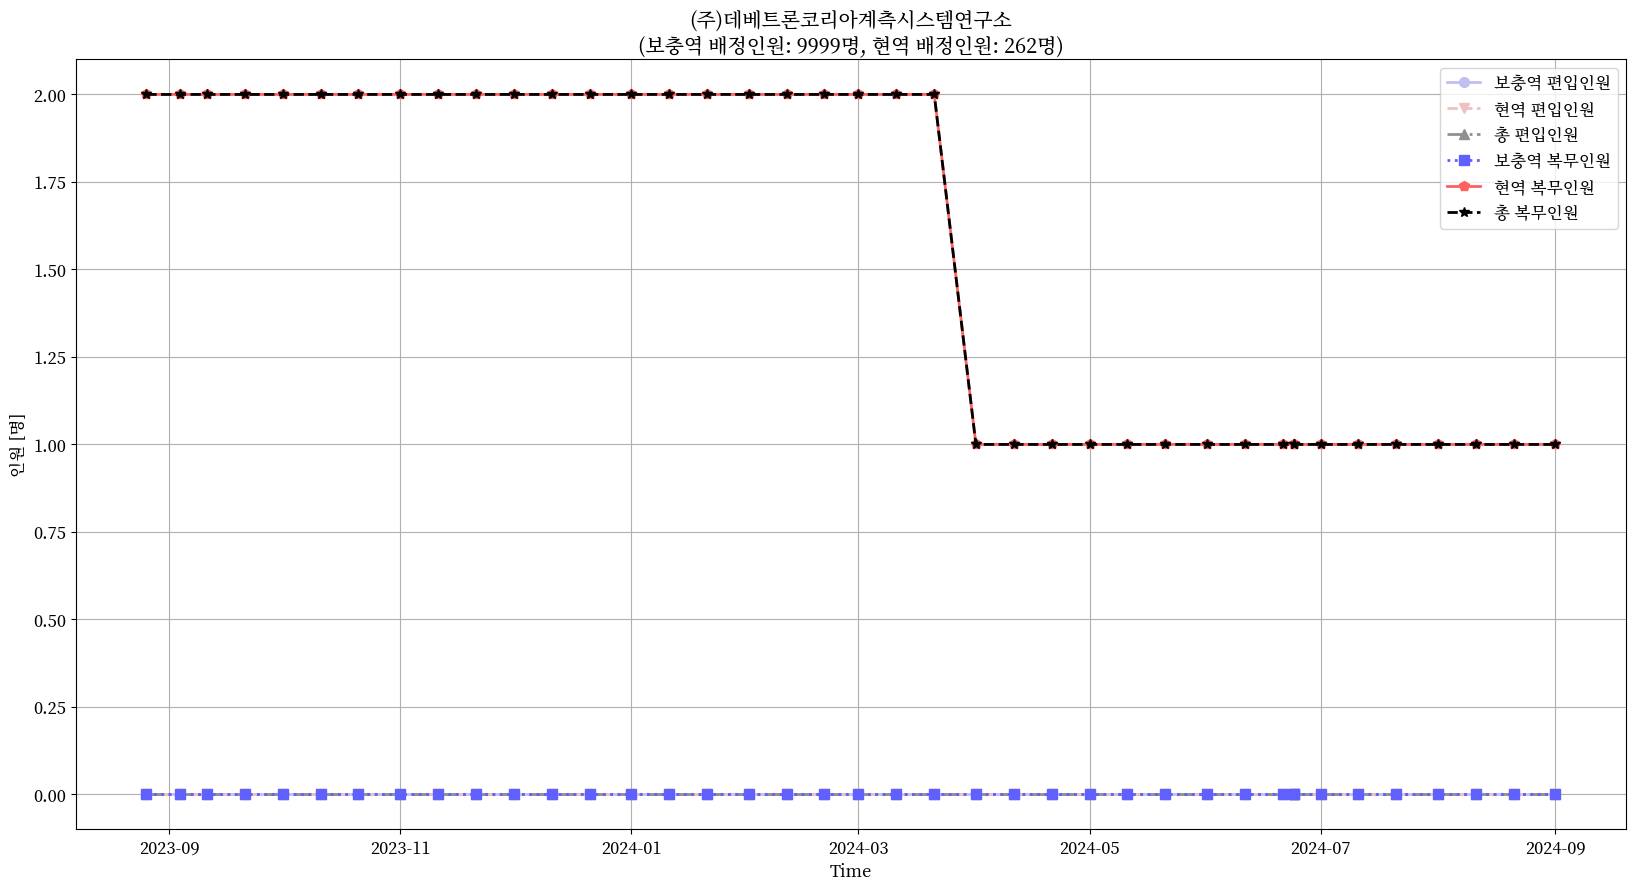 (주)데베트론코리아계측시스템연구소
(보충역 배정인원: 9999명, 현역 배정인원: 262명)
보충역 편입인원
현역 편입인원
총 편입인원
보충역 복무인원
현역 복무인원
총 복무인원
2.00
1.75
1.50
1.25
1.00
0.75
0.50
0.25
0.00
인원 [명]
2023-09
2023-11
2024-01
2024-03
2024-05
2024-07
2024-09
Time